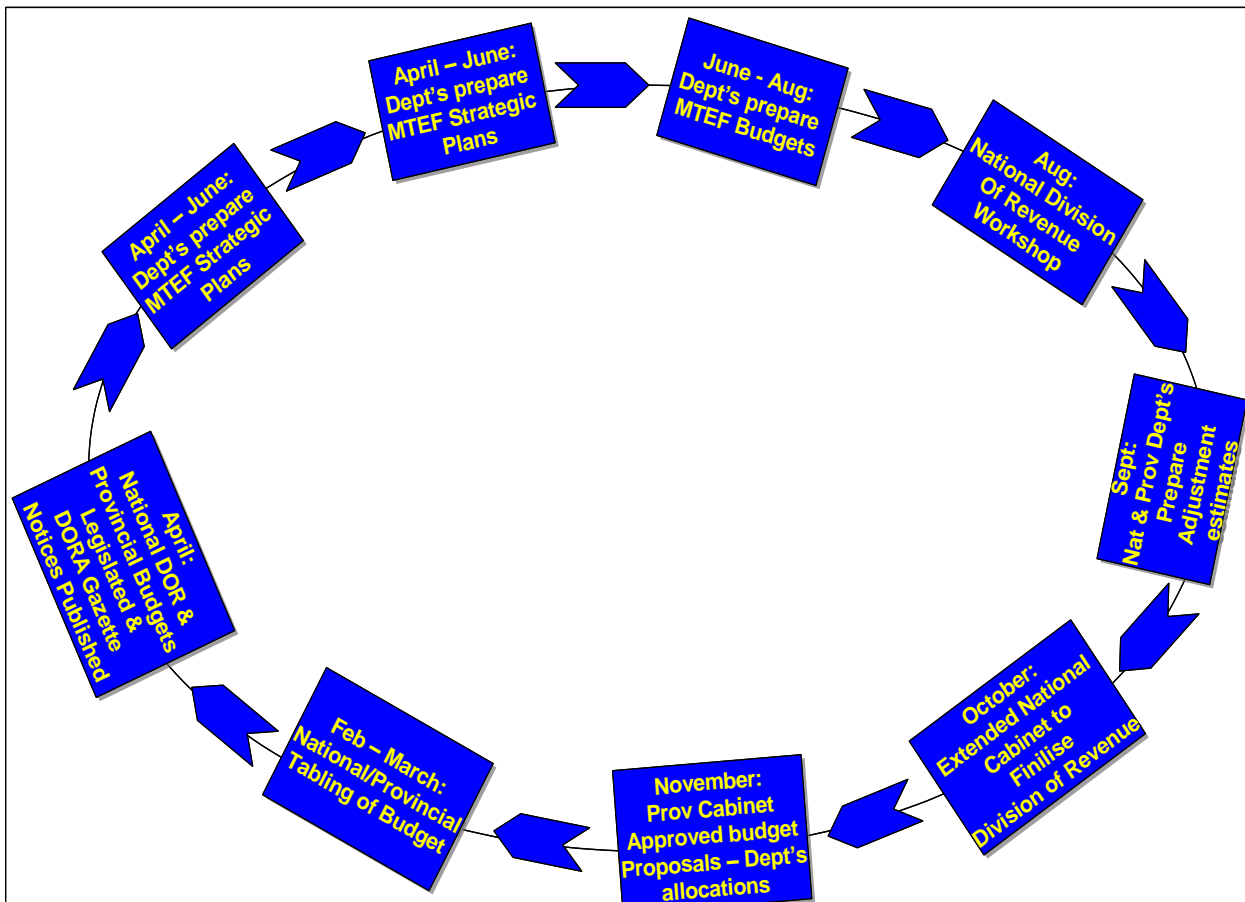 April – June:
Dept's prepare
MTEF Strategic
Plans
June - Aug:
Dept's prepare
MTEF Budgets
Aug:
National Division
Of Revenue
Workshop
Sept:
Nat & Prov Dept's
Prepare
Adjustment
estimates
October:
Extended National
Cabinet to
Finilise
Division of Revenue
November:
Prov Cabinet
Approved budget
Proposals – Dept's
allocations
Feb – March:
National/Provincial
Tabling of Budget
April:
National DOR &
Provincial Budgets
Legislated &
DORA Gazette
Notices Published
April – June:
Dept's prepare
MTEF Strategic
Plans